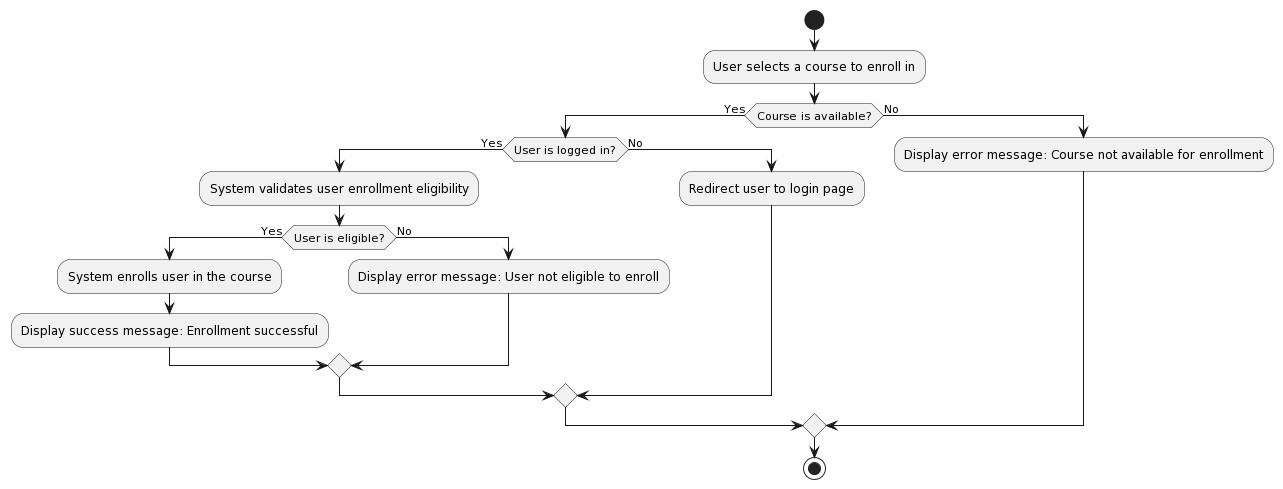 User selects a course to enroll in
Yes
Course is available?
No
Yes
User is logged in?
No
Display error message: Course not available for enrollment
System validates user enrollment eligibility
Redirect user to login page
Yes
User is eligible?
No
System enrolls user in the course
Display error message: User not eligible to enroll
Display success message: Enrollment successful